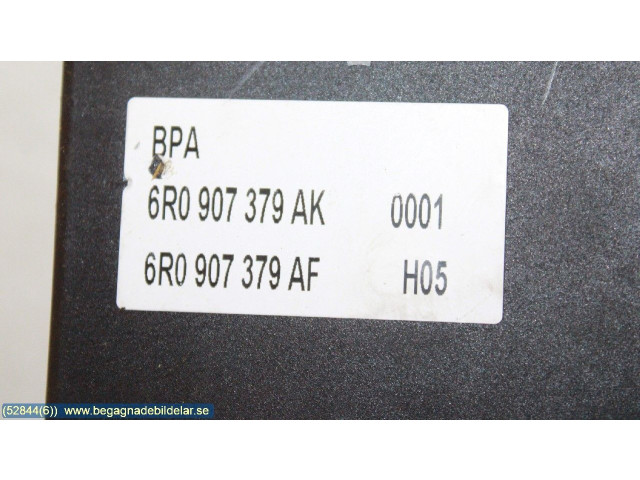 BPA
6R0 907 379 AK 0001
6R0 907 379 AF H05
(52844(6)) www.begagnadebildelar.se